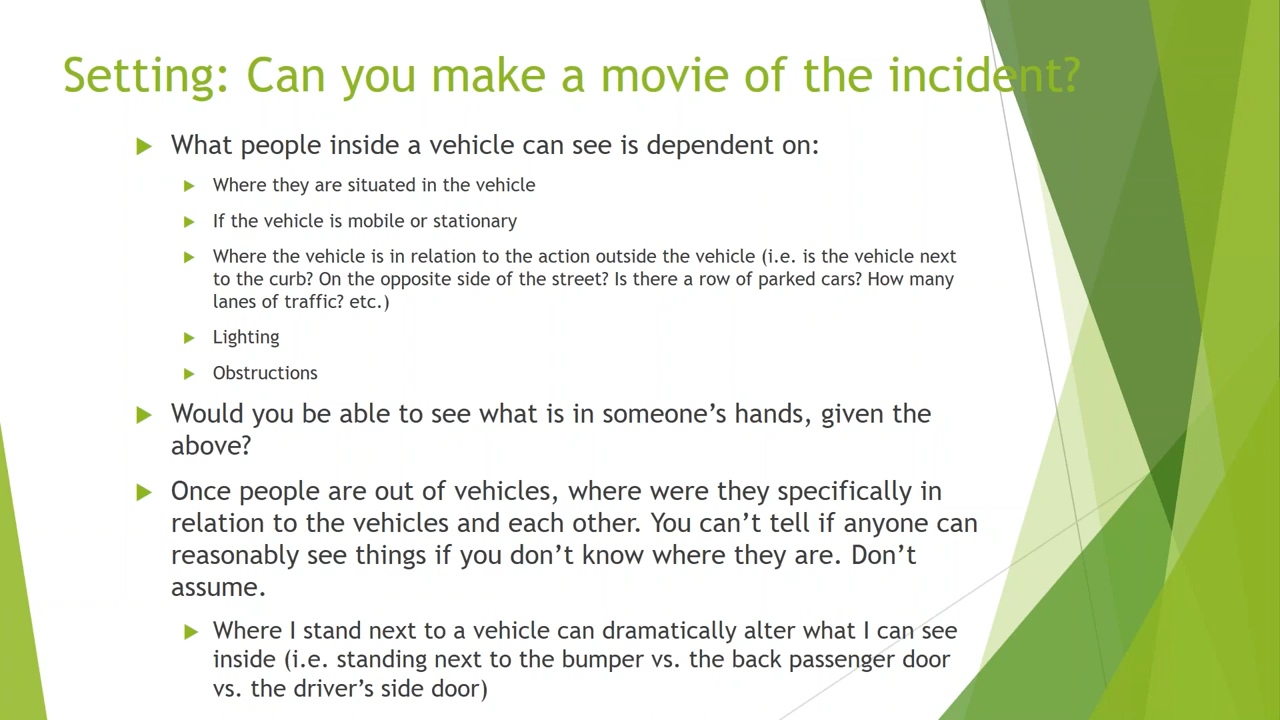 Setting: Can you make a movie of the incident?
What people inside a vehicle can see is dependent on:
Where they are situated in the vehicle
If the vehicle is mobile or stationary
Where the vehicle is in relation to the action outside the vehicle (i.e. is the vehicle next
to the curb? On the opposite side of the street? Is there a row of parked cars? How many
lanes of traffic? etc.)
Lighting
Obstructions
Would you be able to see what is in someone’s hands, given the
above?
Once people are out of vehicles, where were they specifically in
relation to the vehicles and each other. You can’t tell if anyone can
reasonably see things if you don’t know where they are. Don’t
assume.
Where I stand next to a vehicle can dramatically alter what I can see
inside (i.e. standing next to the bumper vs. the back passenger door
vs. the driver’s side door)